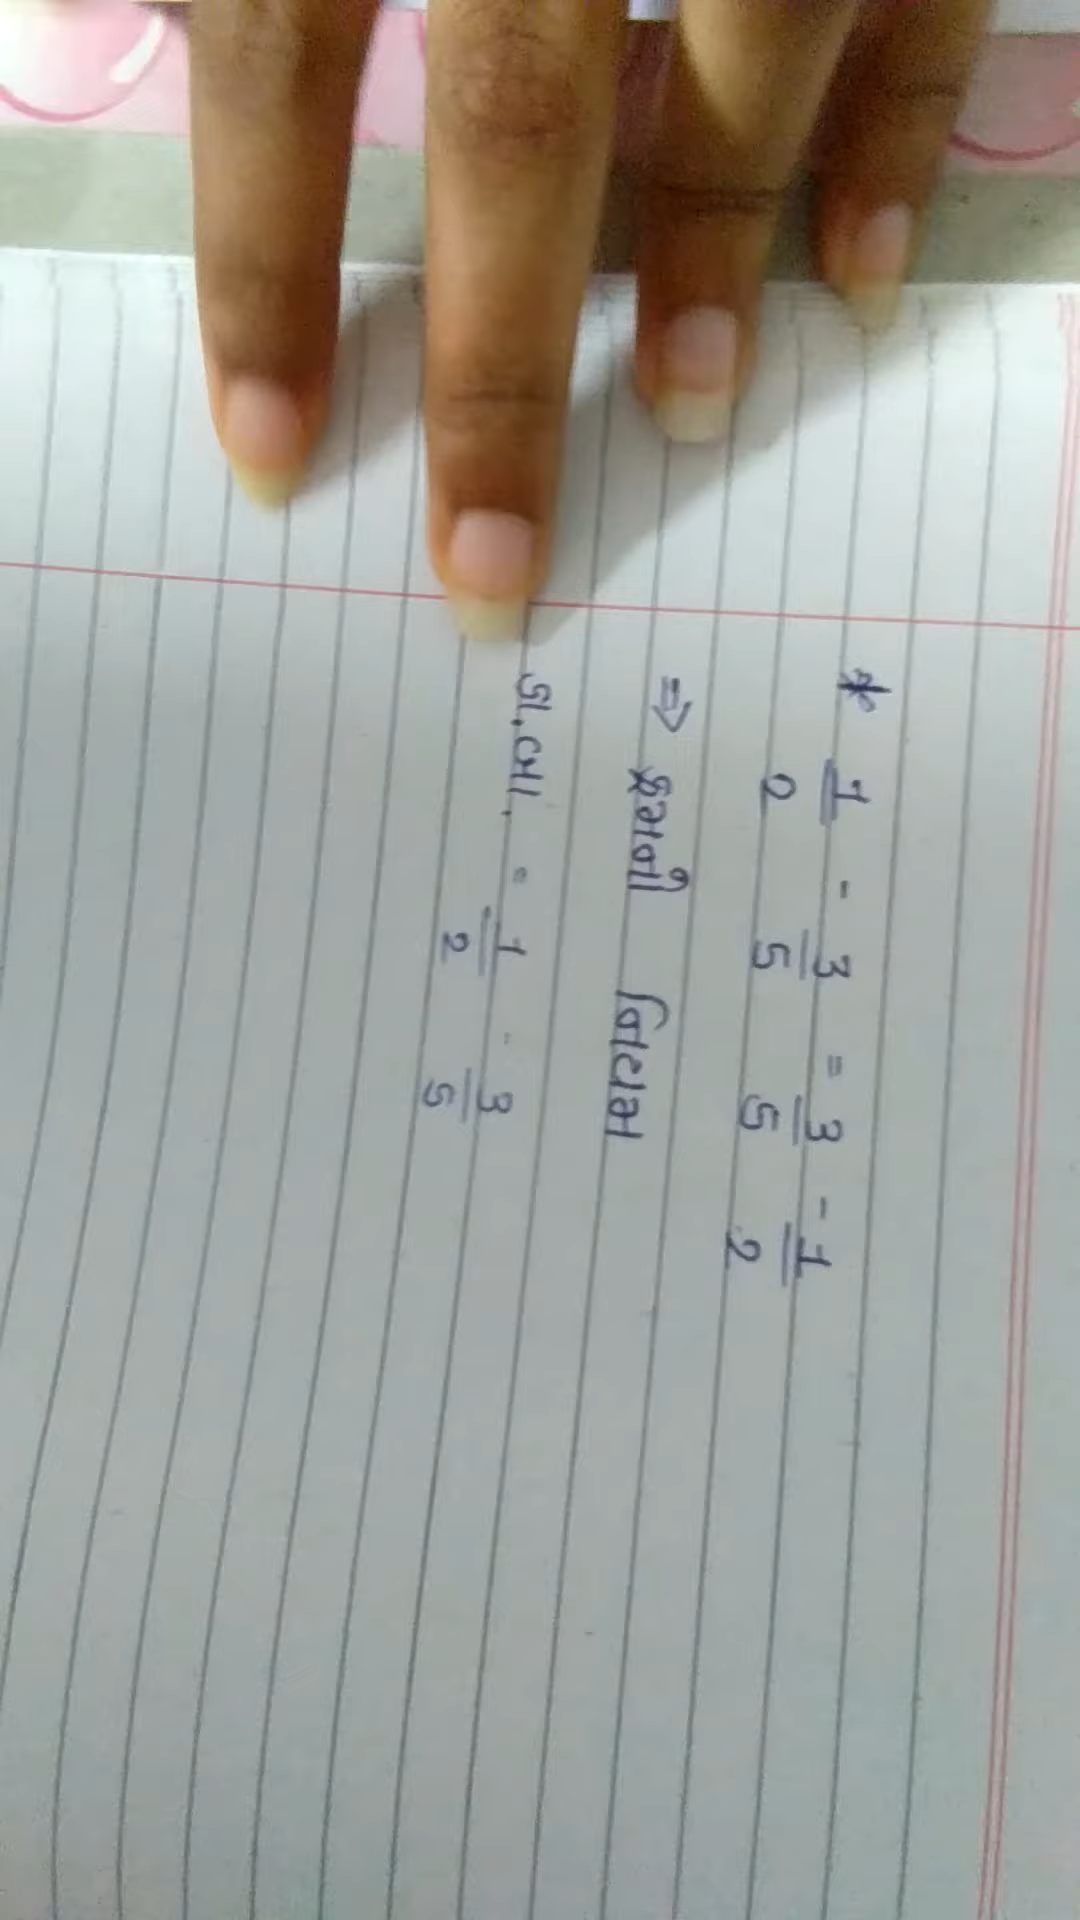 * 1/2 - 3/5 = 3/5 - 1/2
⇒ ક્રમનો નિયમ
ડા.બા. = 1/2 - 3/5